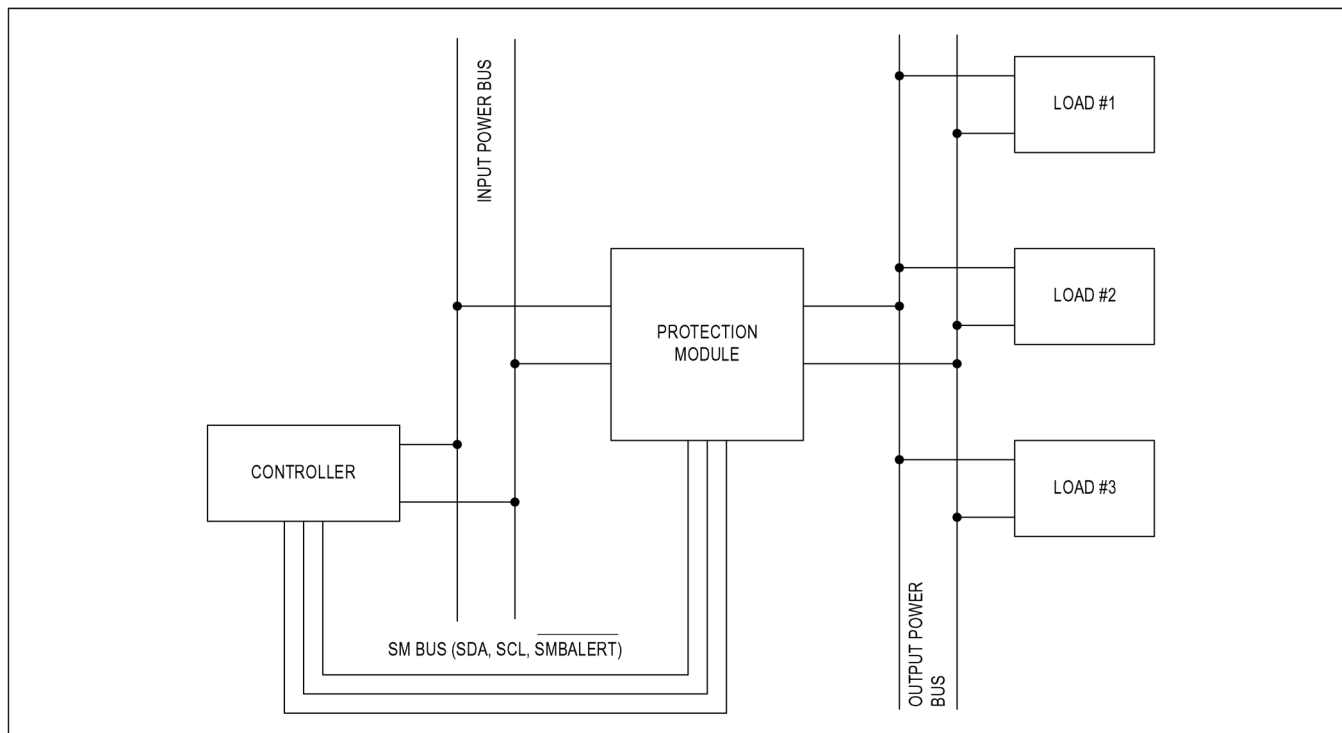 INPUT POWER BUS
LOAD #1
LOAD #2
PROTECTION
MODULE
CONTROLLER
LOAD #3
SM BUS (SDA, SCL, SMBALERT)
OUTPUT POWER
BUS